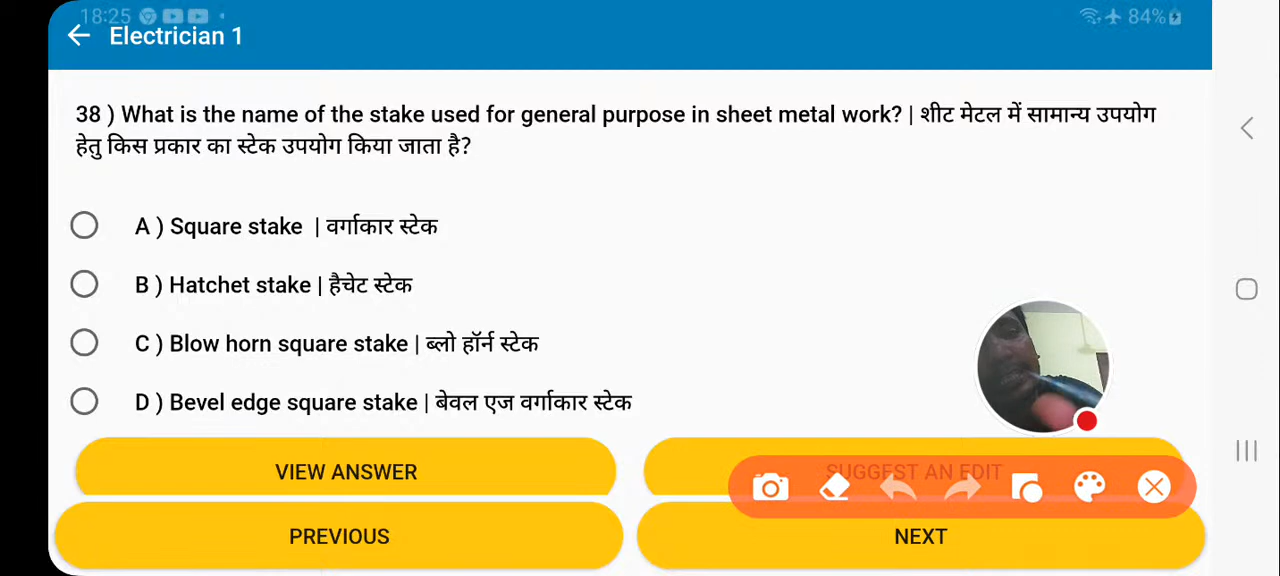 18:25
84%
Electrician 1
38 ) What is the name of the stake used for general purpose in sheet metal work? | शीट मेटल में सामान्य उपयोग
हेतु किस प्रकार का स्टेक उपयोग किया जाता है?
A ) Square stake | वर्गाकार स्टेक
B ) Hatchet stake | हैचेट स्टेक
C ) Blow horn square stake | ब्लो हॉर्न स्टेक
D ) Bevel edge square stake | बेवल एज वर्गाकार स्टेक
VIEW ANSWER
SUGGEST AN EDIT
PREVIOUS
NEXT